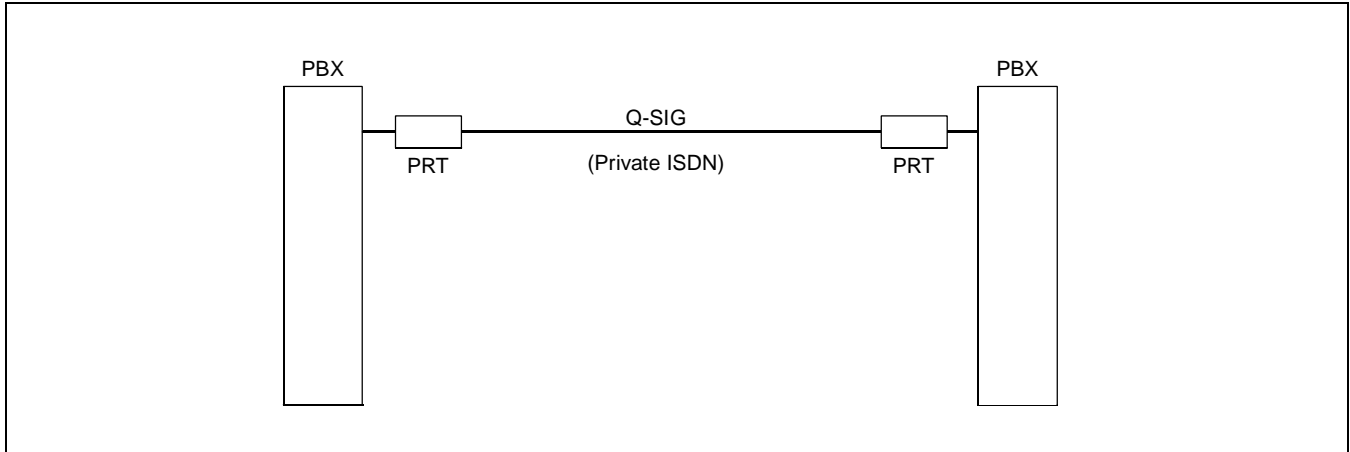 PBX
PBX
Q-SIG
PRT
(Private ISDN)
PRT